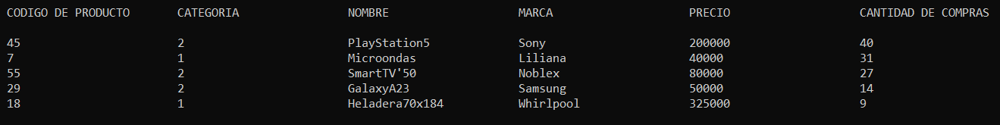 CODIGO DE PRODUCTO CATEGORIA NOMBRE MARCA PRECIO CANTIDAD DE COMPRAS
45 2 PlayStation5 Sony 200000 40
7 1 Microondas Liliana 40000 31
55 2 SmartTV'50 Noblex 80000 27
29 2 GalaxyA23 Samsung 50000 14
18 1 Heladera70x184 Whirlpool 325000 9